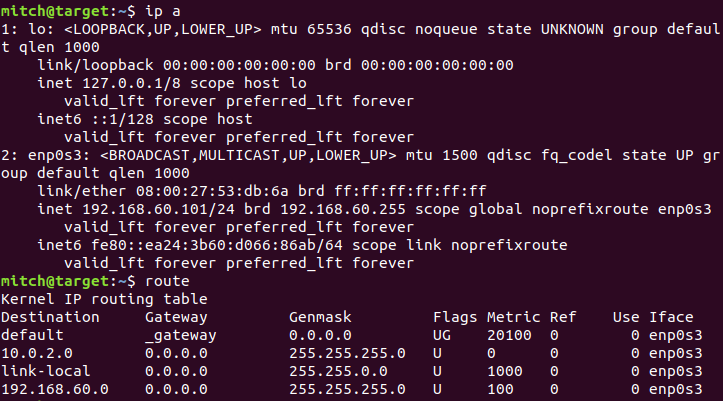 mitch@target:~$ ip a
1: lo: <LOOPBACK,UP,LOWER_UP> mtu 65536 qdisc noqueue state UNKNOWN group defaul
t qlen 1000
    link/loopback 00:00:00:00:00:00 brd 00:00:00:00:00:00
    inet 127.0.0.1/8 scope host lo
       valid_lft forever preferred_lft forever
    inet6 ::1/128 scope host
       valid_lft forever preferred_lft forever
2: enp0s3: <BROADCAST,MULTICAST,UP,LOWER_UP> mtu 1500 qdisc fq_codel state UP gr
oup default qlen 1000
    link/ether 08:00:27:53:db:6a brd ff:ff:ff:ff:ff:ff
    inet 192.168.60.101/24 brd 192.168.60.255 scope global noprefixroute enp0s3
       valid_lft forever preferred_lft forever
    inet6 fe80::ea24:3b60:d066:86ab/64 scope link noprefixroute
       valid_lft forever preferred_lft forever
mitch@target:~$ route
Kernel IP routing table
Destination     Gateway         Genmask         Flags Metric Ref    Use Iface
default         _gateway        0.0.0.0         UG    20100  0        0 enp0s3
10.0.2.0        0.0.0.0         255.255.255.0   U     0      0        0 enp0s3
link-local      0.0.0.0         255.255.0.0     U     1000   0        0 enp0s3
192.168.60.0    0.0.0.0         255.255.255.0   U     100    0        0 enp0s3